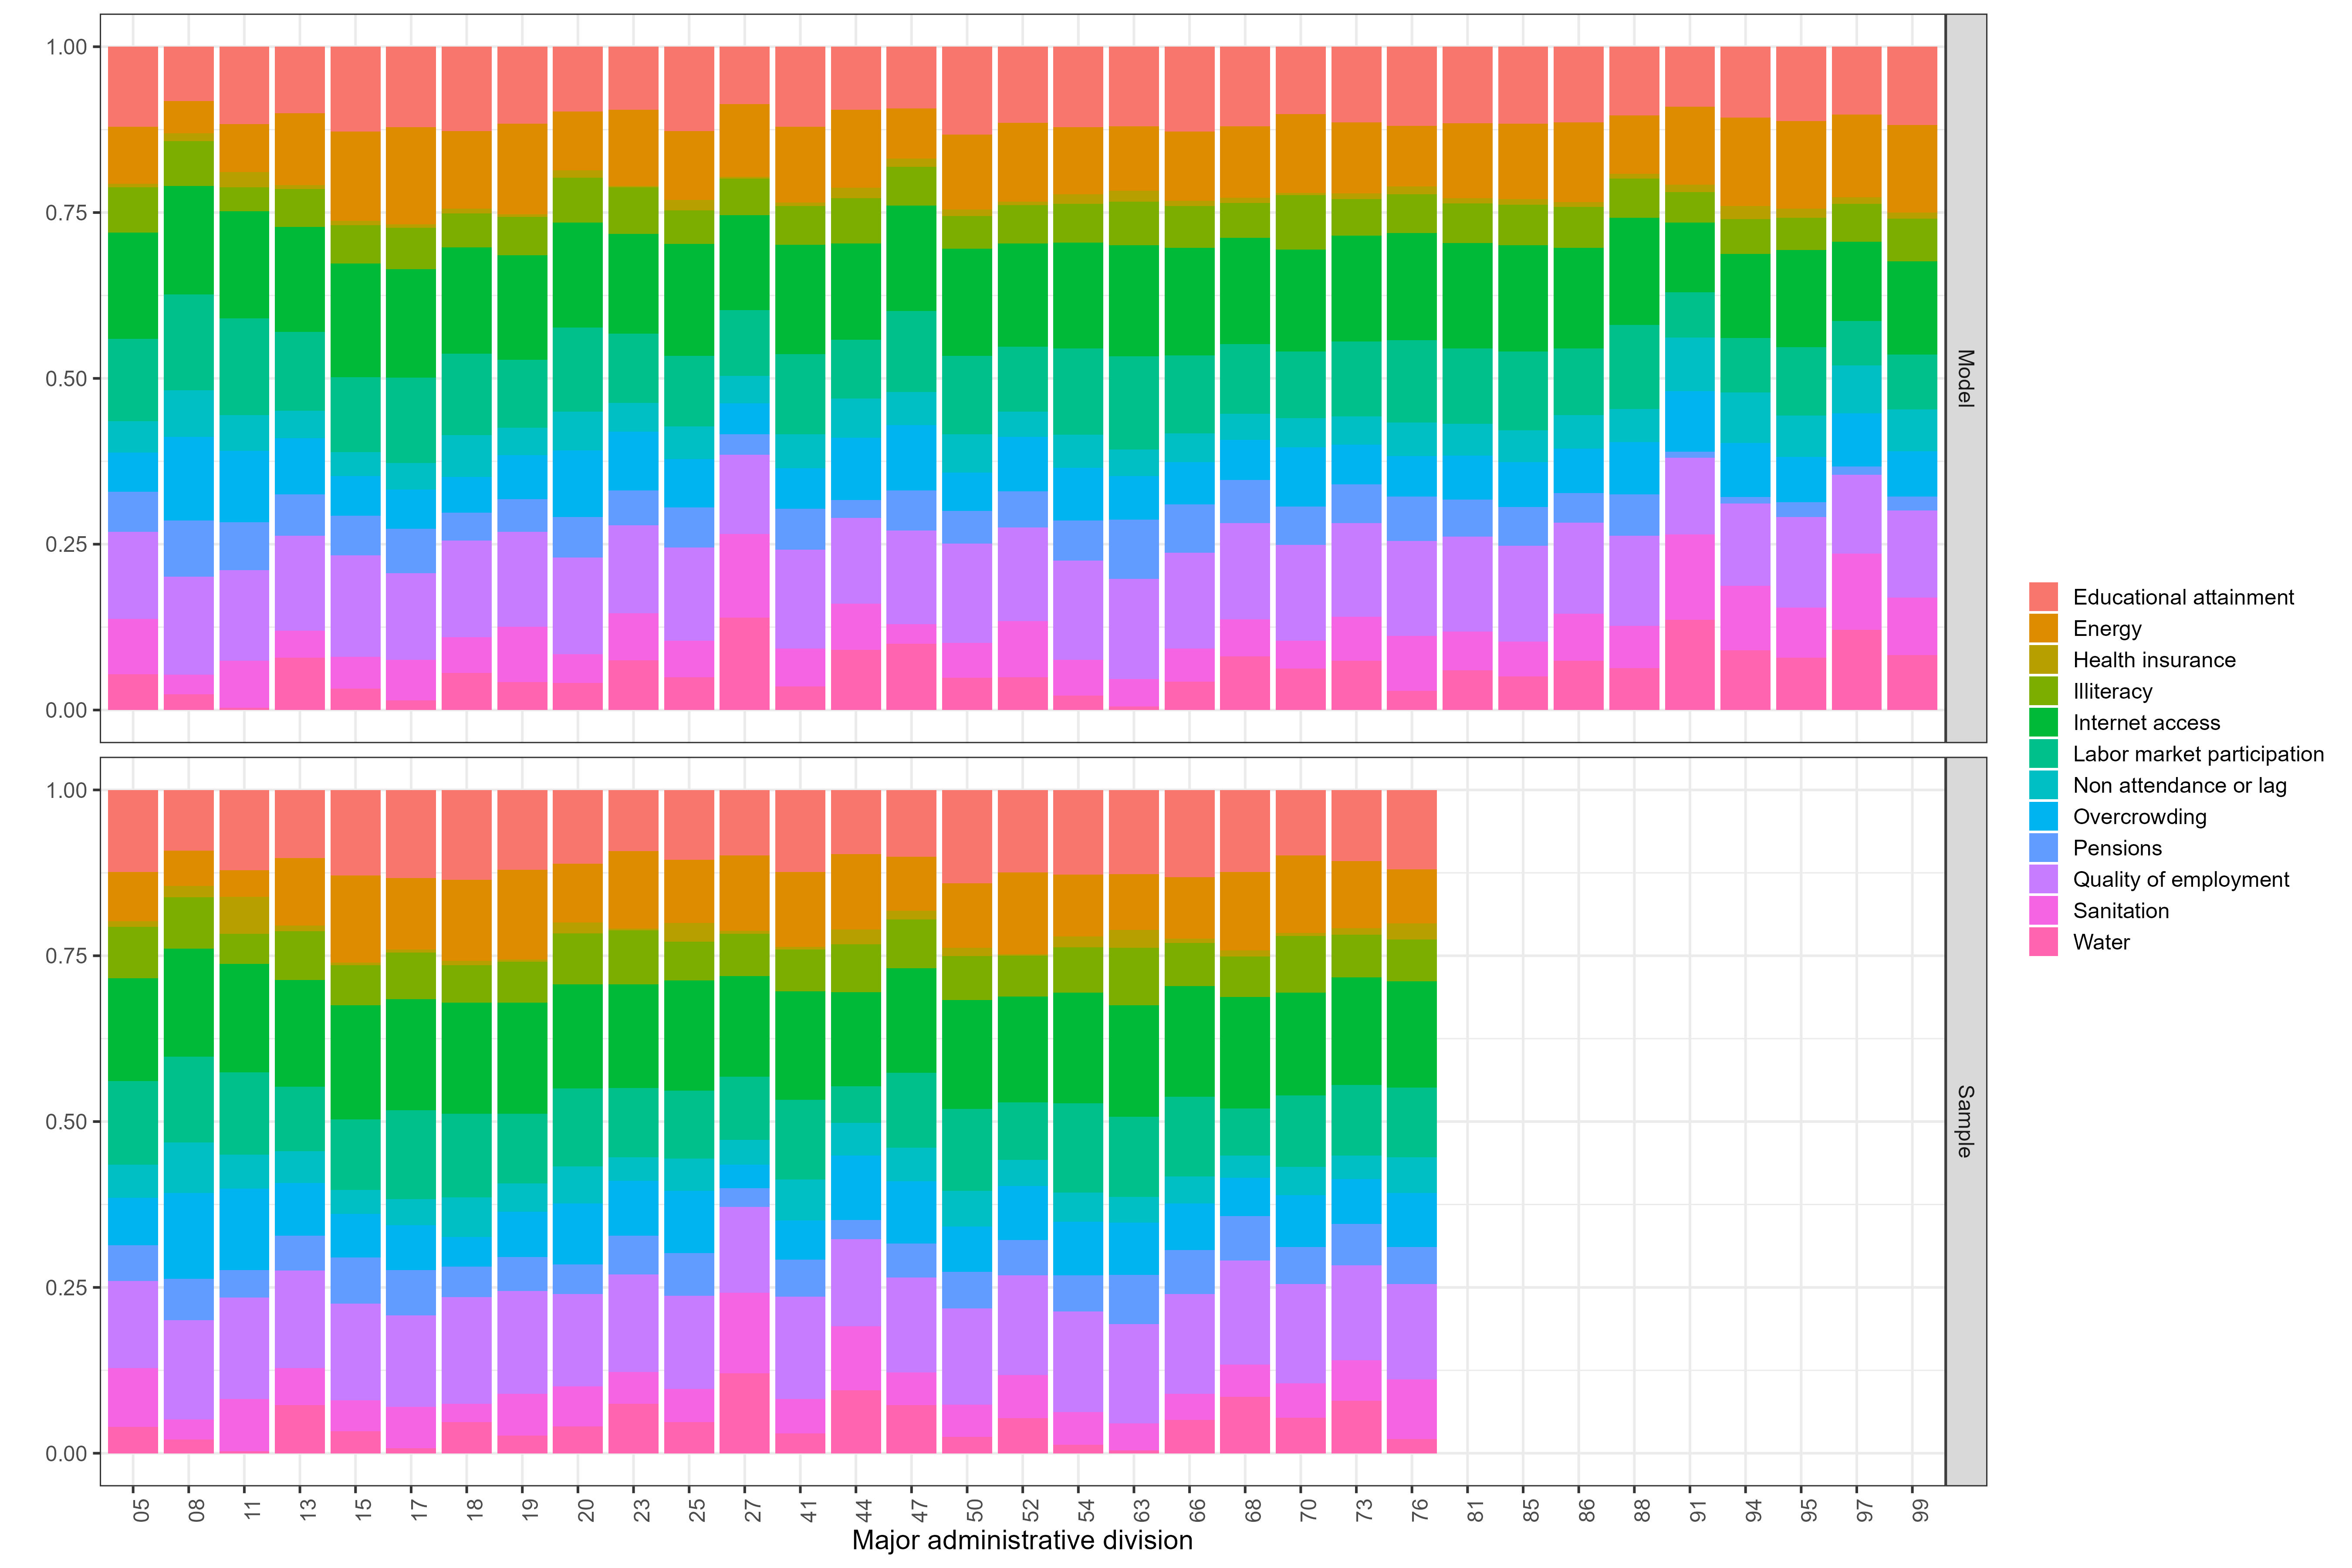 1.00
0.75
0.50
0.25
0.00
Model
1.00
0.75
0.50
0.25
0.00
Sample
05 08 11 13 15 17 18 19 20 23 25 27 41 44 47 50 52 54 63 66 68 70 73 76 81 85 86 88 91 94 95 97 99
Major administrative division
Educational attainment
Energy
Health insurance
Illiteracy
Internet access
Labor market participation
Non attendance or lag
Overcrowding
Pensions
Quality of employment
Sanitation
Water